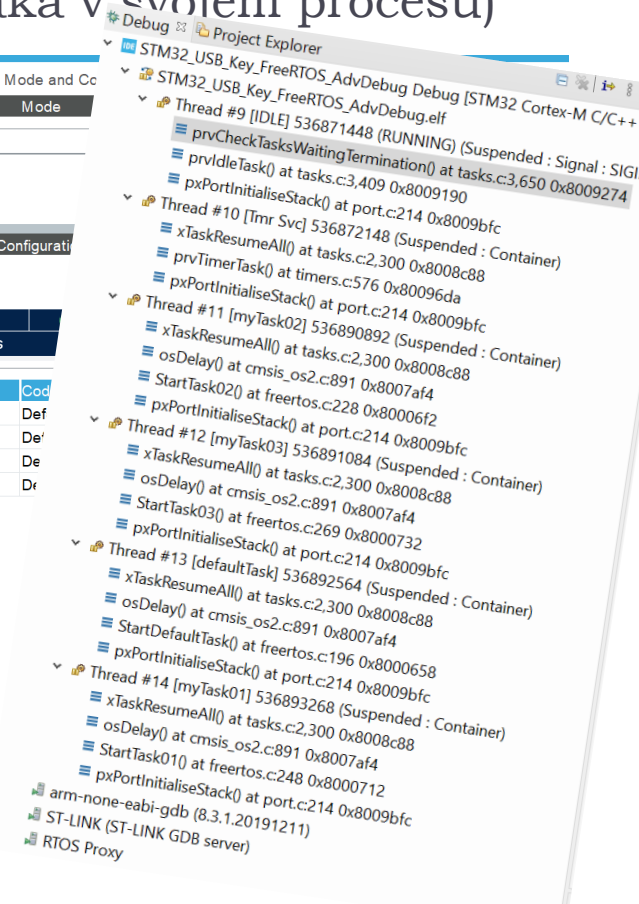 ka v svojem procesu)
Debug Project Explorer
Mode and Co
Mode
Configurati
s
Cod
Def
Def
De
De
IDE STM32_USB_Key_FreeRTOS_AdvDebug Debug [STM32 Cortex-M C/C++
STM32_USB_Key_FreeRTOS_AdvDebug.elf
Thread #9 [IDLE] 536871448 (RUNNING) (Suspended : Signal : SIGI
prvCheckTasksWaitingTermination() at tasks.c:3,650 0x8009274
prvIdleTask() at tasks.c:3,409 0x8009190
pxPortInitialiseStack() at port.c:214 0x8009bfc
Thread #10 [Tmr Svc] 536872148 (Suspended : Container)
xTaskResumeAll() at tasks.c:2,300 0x8008c88
prvTimerTask() at timers.c:576 0x80096da
pxPortInitialiseStack() at port.c:214 0x8009bfc
Thread #11 [myTask02] 536890892 (Suspended : Container)
xTaskResumeAll() at tasks.c:2,300 0x8008c88
osDelay() at cmsis_os2.c:891 0x8007af4
StartTask02() at freertos.c:228 0x80006f2
pxPortInitialiseStack() at port.c:214 0x8009bfc
Thread #12 [myTask03] 536891084 (Suspended : Container)
xTaskResumeAll() at tasks.c:2,300 0x8008c88
osDelay() at cmsis_os2.c:891 0x8007af4
StartTask03() at freertos.c:269 0x8000732
pxPortInitialiseStack() at port.c:214 0x8009bfc
Thread #13 [defaultTask] 536892564 (Suspended : Container)
xTaskResumeAll() at tasks.c:2,300 0x8008c88
osDelay() at cmsis_os2.c:891 0x8007af4
StartDefaultTask() at freertos.c:196 0x8000658
pxPortInitialiseStack() at port.c:214 0x8009bfc
Thread #14 [myTask01] 536893268 (Suspended : Container)
xTaskResumeAll() at tasks.c:2,300 0x8008c88
osDelay() at cmsis_os2.c:891 0x8007af4
StartTask01() at freertos.c:248 0x8000712
pxPortInitialiseStack() at port.c:214 0x8009bfc
arm-none-eabi-gdb (8.3.1.20191211)
ST-LINK (ST-LINK GDB server)
RTOS Proxy